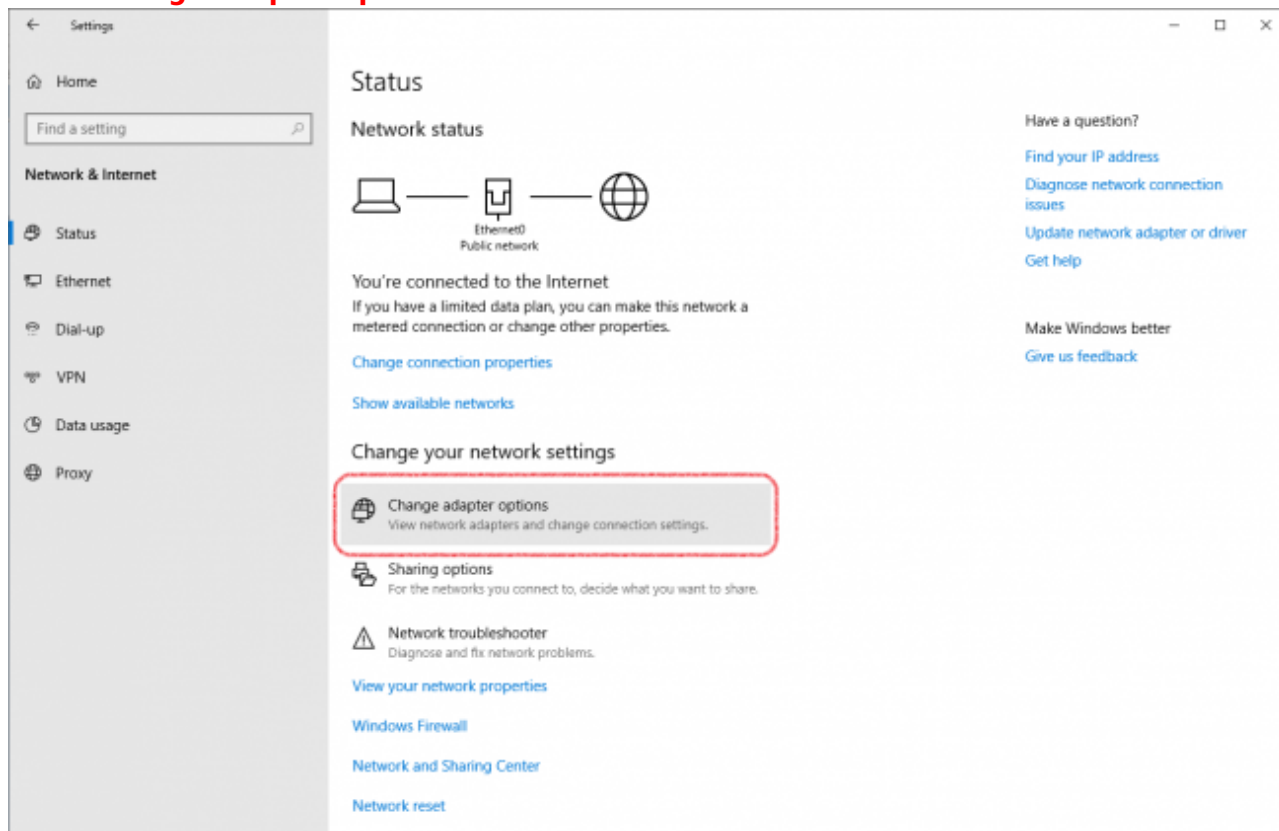 Settings
Home
Find a setting
Network & Internet
Status
Ethernet
Dial-up
VPN
Data usage
Proxy
Status
Network status
Ethernet0
Public network
You're connected to the Internet
If you have a limited data plan, you can make this network a
metered connection or change other properties.
Change connection properties
Show available networks
Change your network settings
Change adapter options
View network adapters and change connection settings.
Sharing options
For the networks you connect to, decide what you want to share.
Network troubleshooter
Diagnose and fix network problems.
View your network properties
Windows Firewall
Network and Sharing Center
Network reset
Have a question?
Find your IP address
Diagnose network connection
issues
Update network adapter or driver
Get help
Make Windows better
Give us feedback